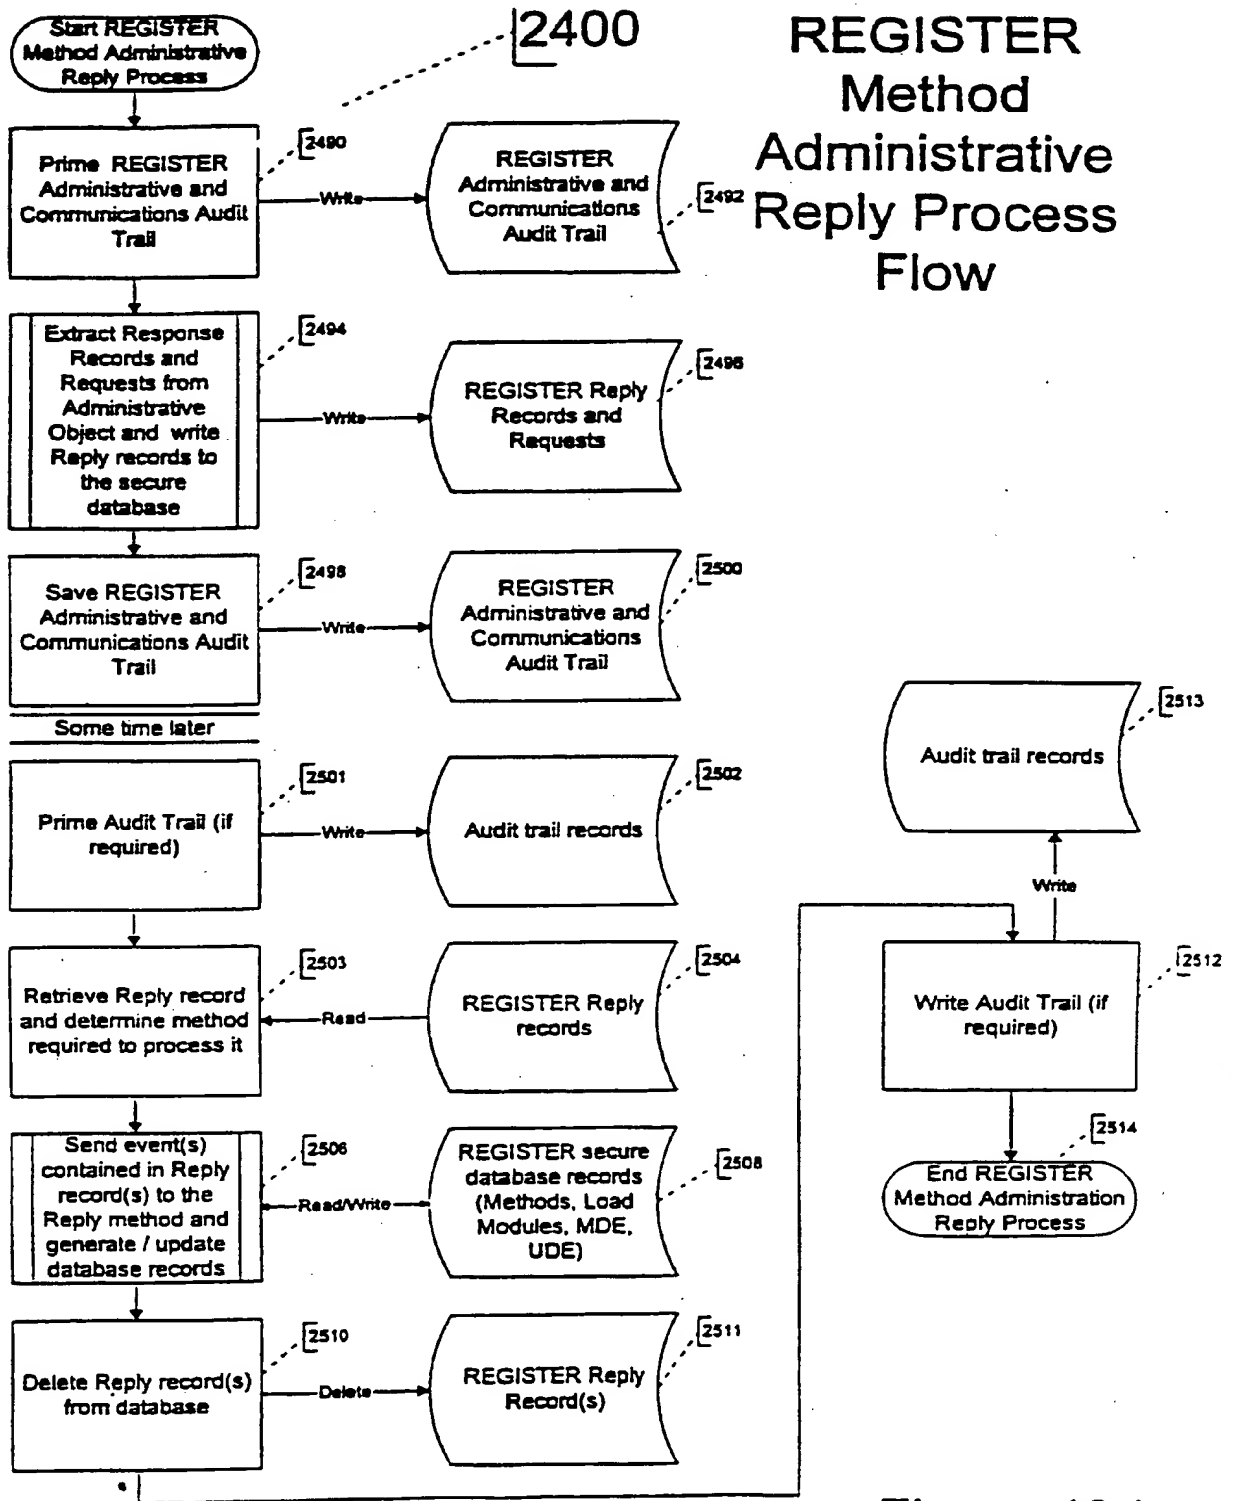 Start REGISTER
Method Administrative
Reply Process
2400
REGISTER
Method
Administrative
Reply Process
Flow
Prime REGISTER
Administrative and
Communications Audit
Trail
2490
Write
REGISTER
Administrative and
Communications
Audit Trail
2492
Extract Response
Records and
Requests from
Administrative
Object and write
Reply records to
the secure
database
2494
Write
REGISTER Reply
Records and
Requests
2496
Save REGISTER
Administrative and
Communications Audit
Trail
2498
Write
REGISTER
Administrative and
Communications
Audit Trail
2500
Some time later
Prime Audit Trail (if
required)
2501
Write
Audit trail records
2502
Retrieve Reply record
and determine method
required to process it
2503
Read
REGISTER Reply
records
2504
Send event(s)
contained in Reply
record(s) to the
Reply method and
generate / update
database records
2506
Read/Write
REGISTER secure
database records
(Methods, Load
Modules, MDE,
UDE)
2508
Delete Reply record(s)
from database
2510
Delete
REGISTER Reply
Record(s)
2511
Audit trail records
2513
Write
Write Audit Trail (if
required)
2512
2514
End REGISTER
Method Administration
Reply Process